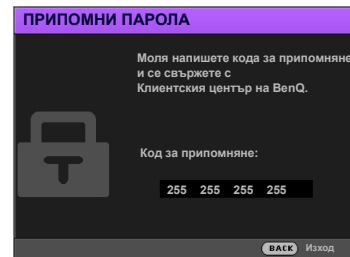 ПРИПОМНИ ПАРОЛА
Моля напишете кода за припомняне
и се свържете с
Клиентския център на BenQ.
Код за припомняне:
255 255 255 255
BACK Изход